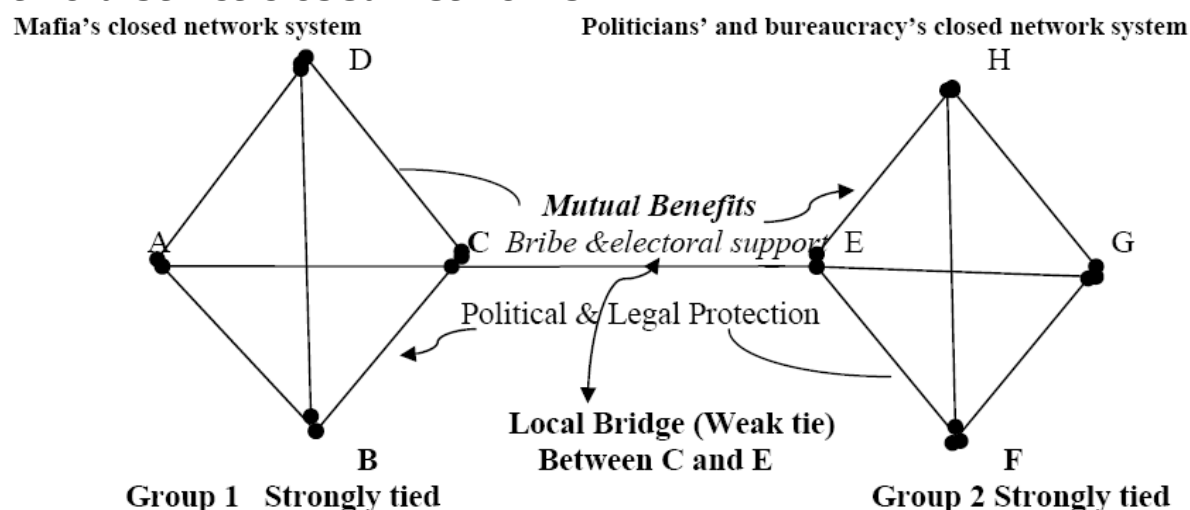 Mafia's closed network system Politicians' and bureaucracy's closed network system
D H
Mutual Benefits
A C Bribe &electoral support E G
Political & Legal Protection
Local Bridge (Weak tie)
Between C and E
B F
Group 1 Strongly tied Group 2 Strongly tied